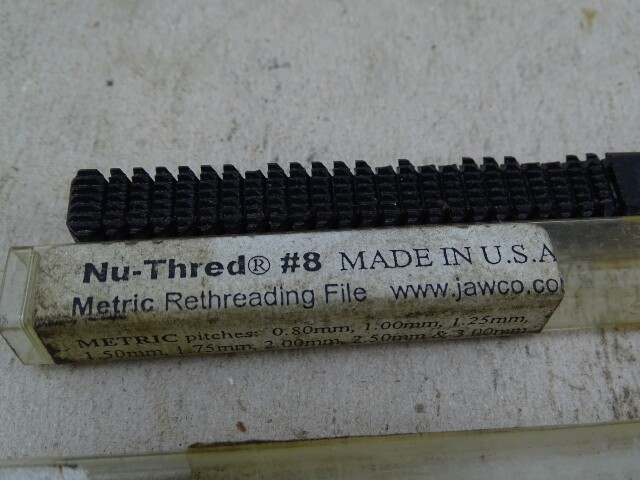 Nu-Thred® #8 MADE IN U.S.A
Metric Rethreading File www.jawco.co
METRIC pitches: 0.80mm, 1.00mm, 1.25mm,
1.50mm, 1.75mm, 2.00mm, 2.50mm & 3.00mm